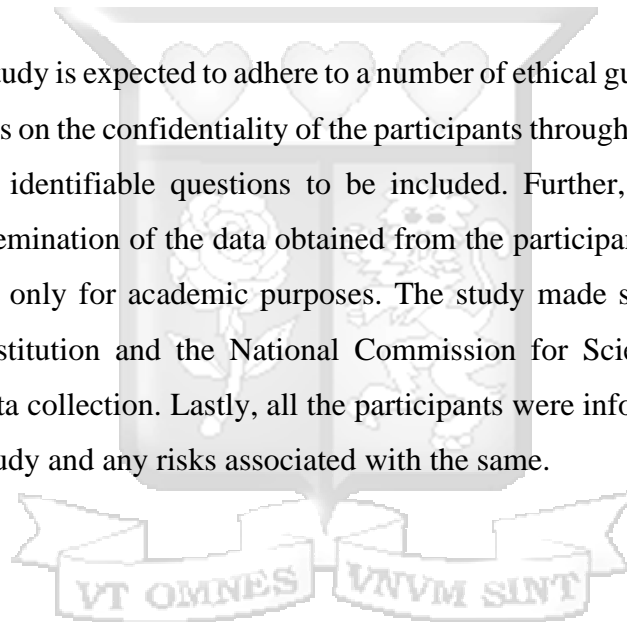 tudy is expected to adhere to a number of ethical gu
s on the confidentiality of the participants through
identifiable questions to be included. Further,
emination of the data obtained from the participa
only for academic purposes. The study made s
stitution and the National Commission for Scie
ta collection. Lastly, all the participants were info
udy and any risks associated with the same.
VT OMNES VNVM SINT